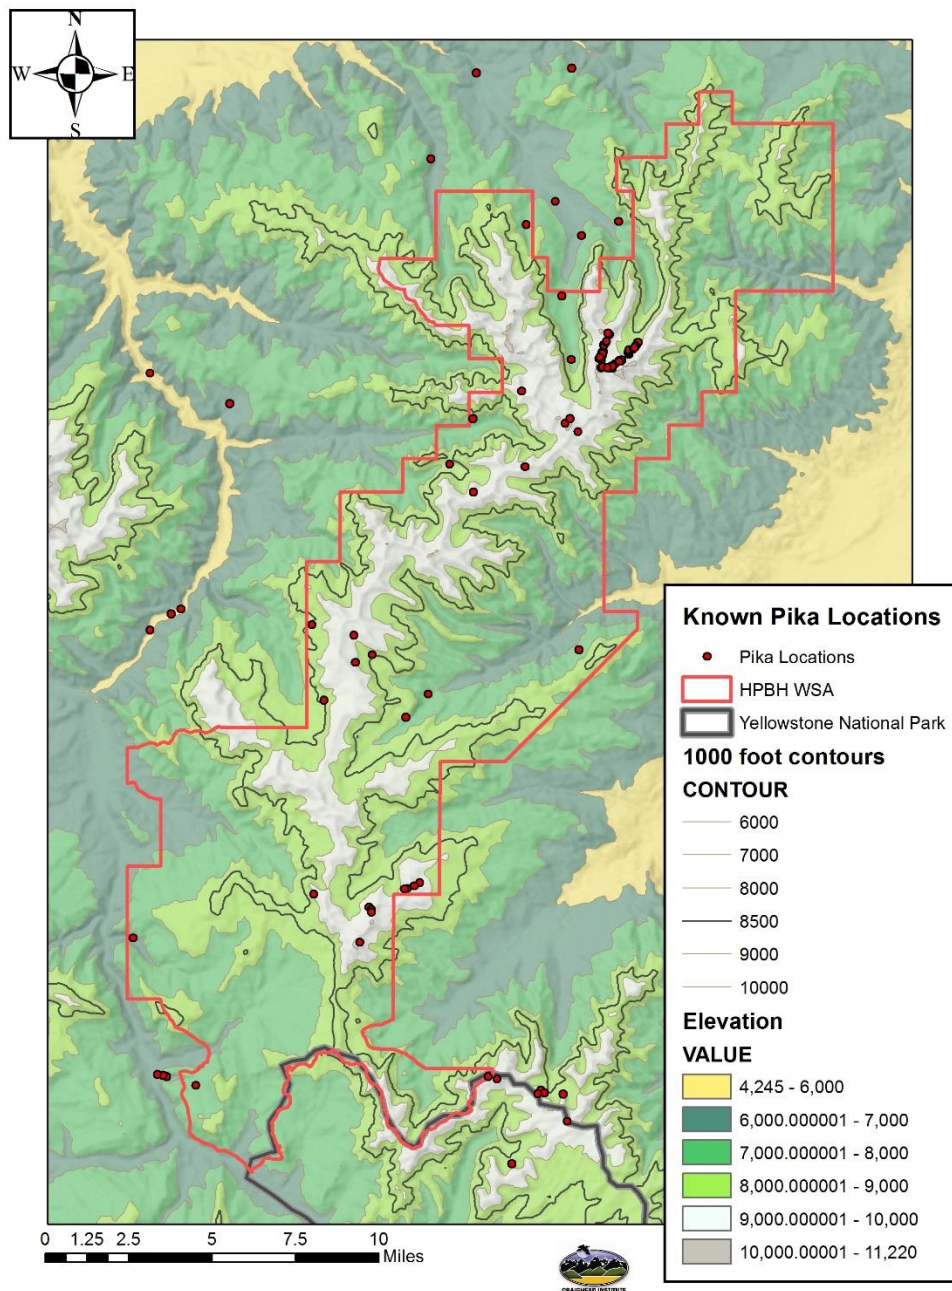 N
W E
S
Known Pika Locations
Pika Locations
HPBH WSA
Yellowstone National Park
1000 foot contours
CONTOUR
6000
7000
8000
8500
9000
10000
Elevation
VALUE
4,245 - 6,000
6,000.000001 - 7,000
7,000.000001 - 8,000
8,000.000001 - 9,000
9,000.000001 - 10,000
10,000.00001 - 11,220
0 1.25 2.5 5 7.5 10
Miles
CRAIGHEAD INSTITUTE